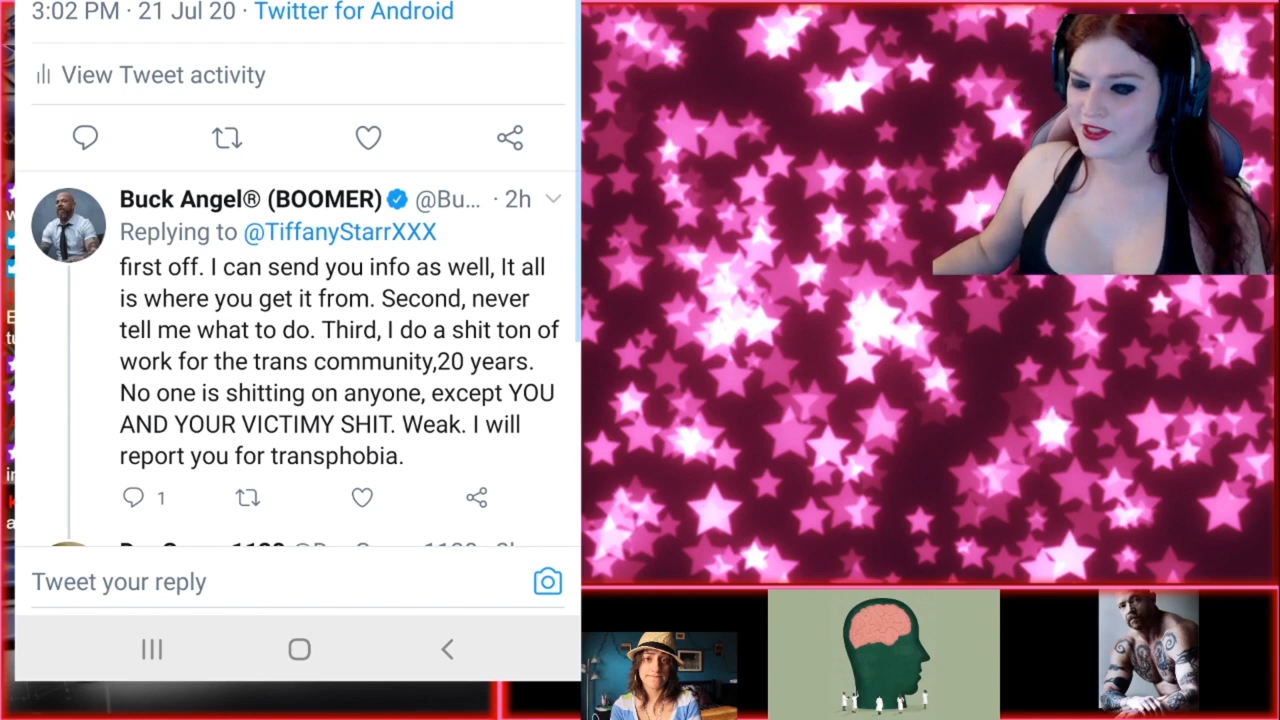 3:02 PM · 21 Jul 20 · Twitter for Android
View Tweet activity
Buck Angel® (BOOMER) @Bu... · 2h
Replying to @TiffanyStarrXXX
first off. I can send you info as well, It all
is where you get it from. Second, never
tell me what to do. Third, I do a shit ton of
work for the trans community,20 years.
No one is shitting on anyone, except YOU
AND YOUR VICTIMY SHIT. Weak. I will
report you for transphobia.
1
Tweet your reply